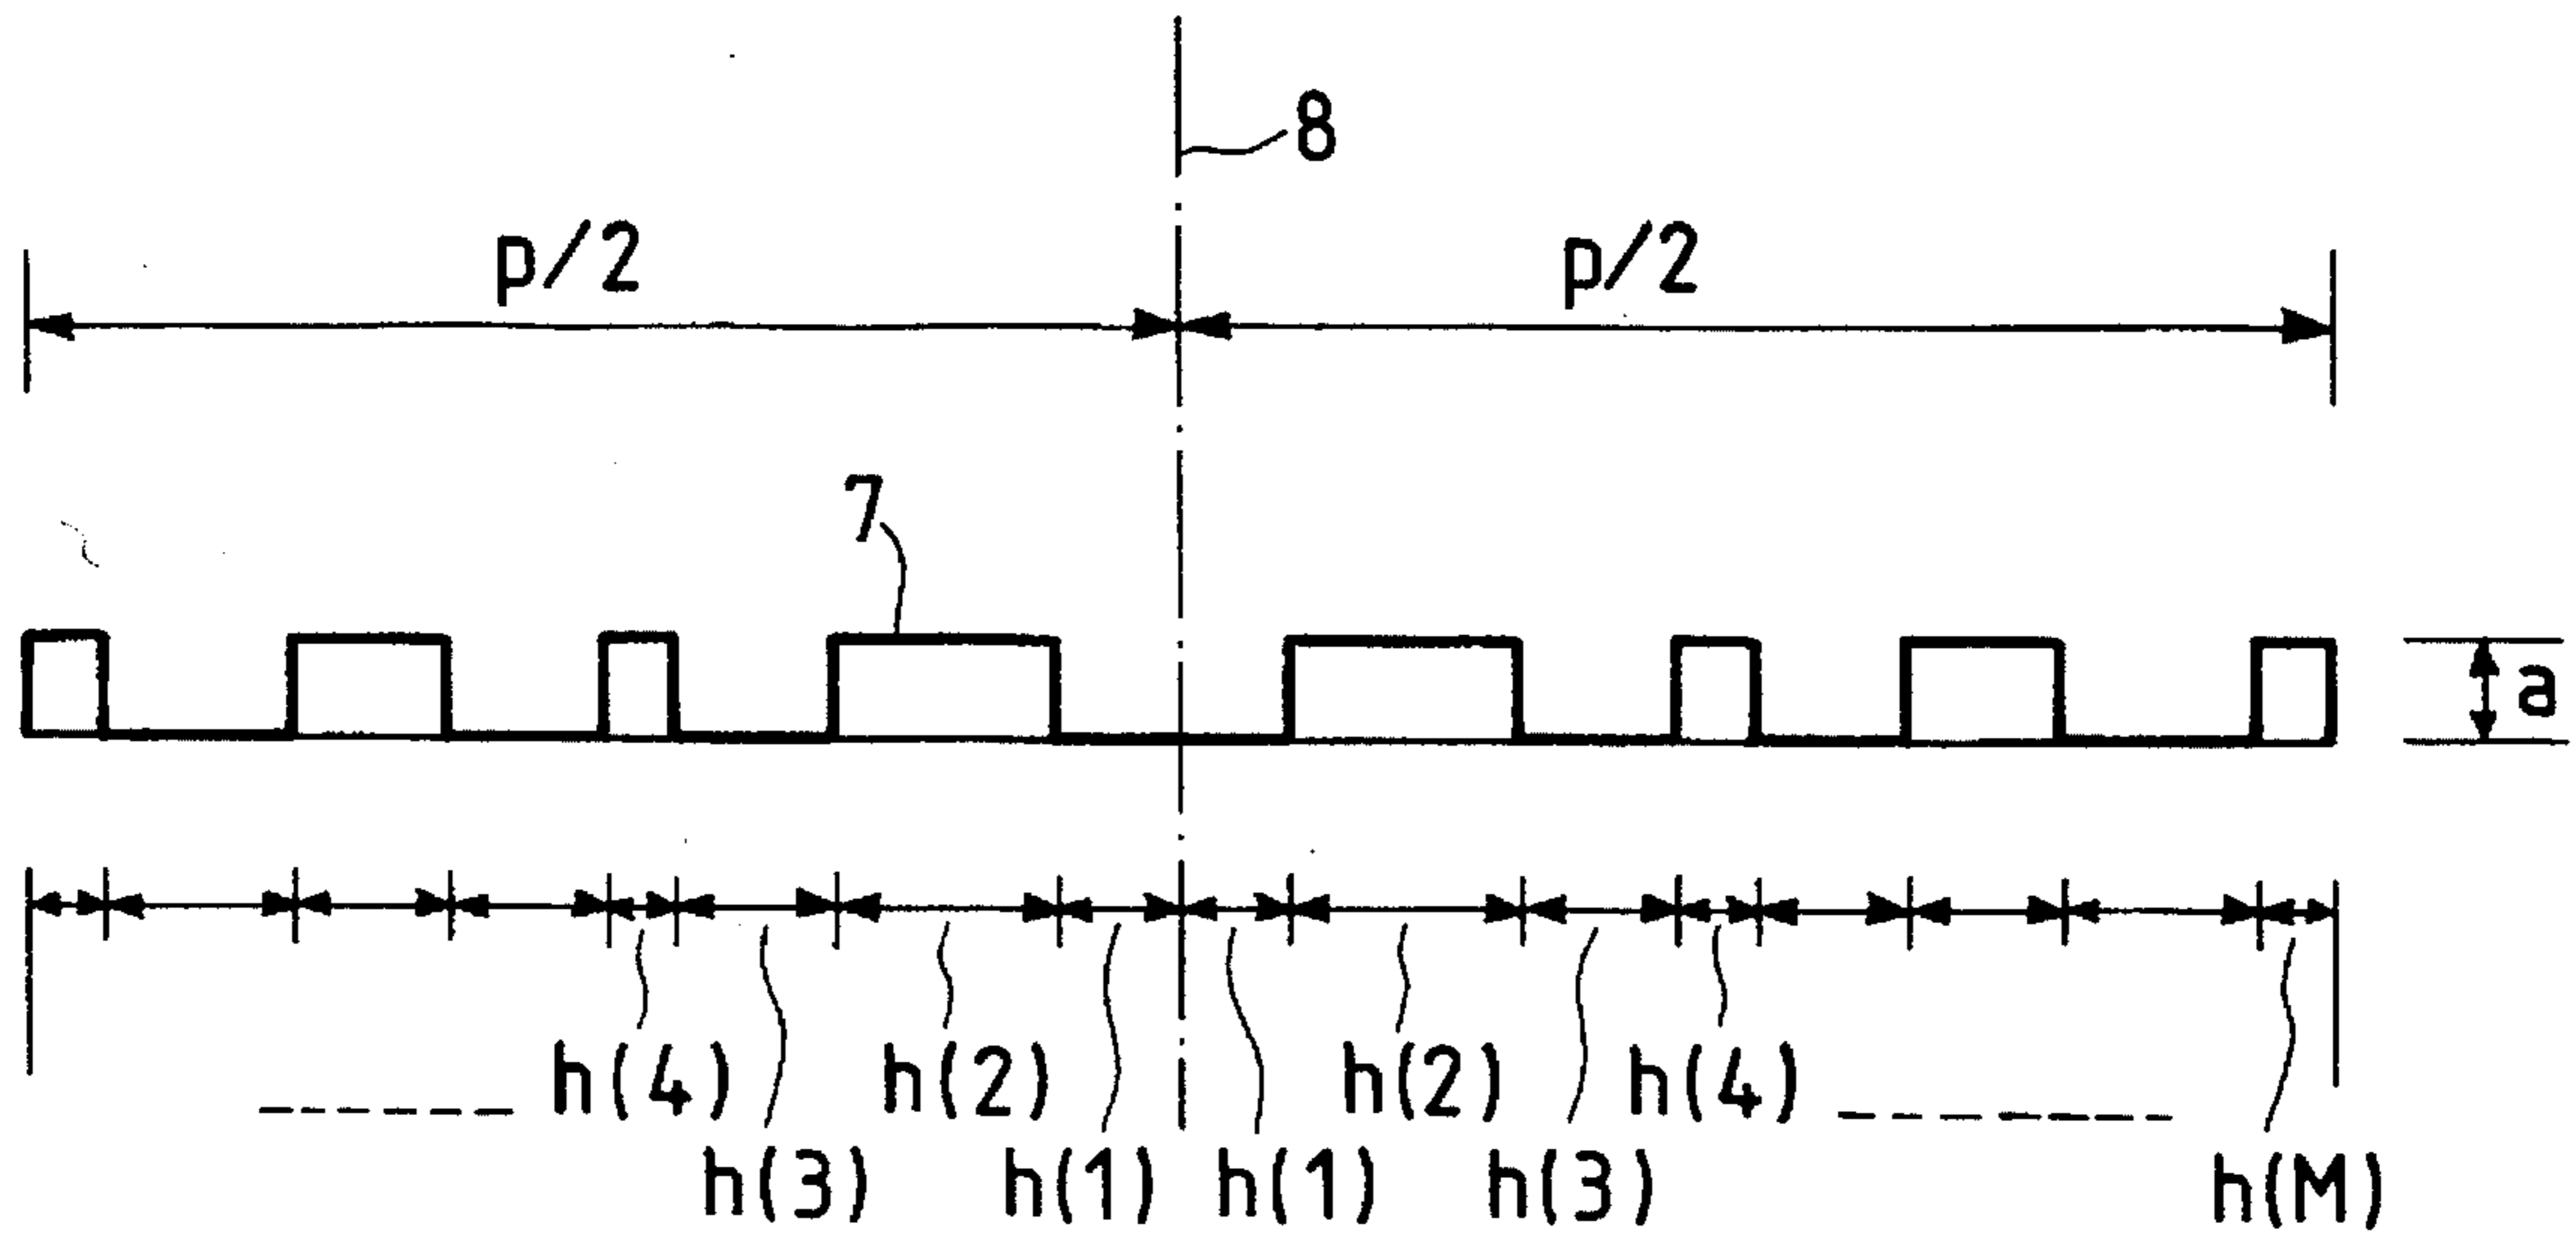 8
p/2 p/2
7
a
h(4) h(2) h(2) h(4)
h(3) h(1) h(1) h(3) h(M)